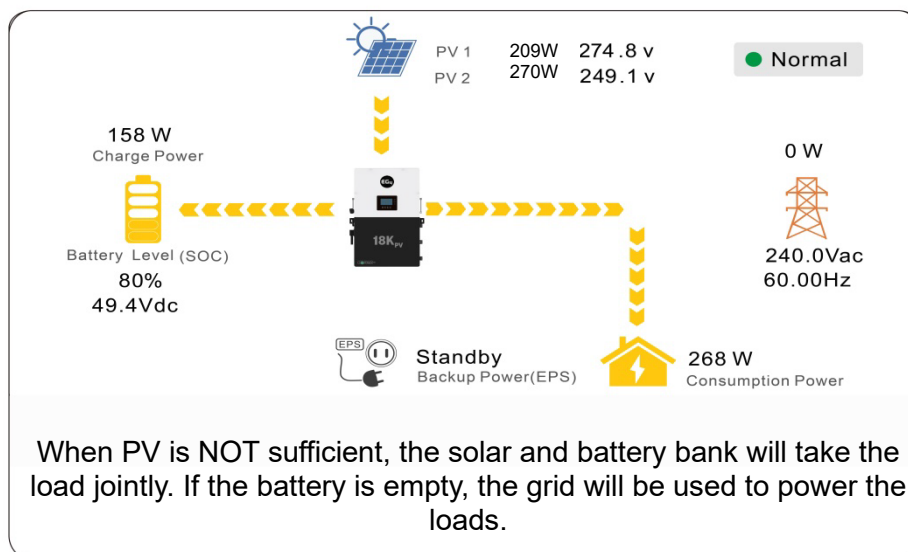 PV 1 209W 274.8 v
PV 2 270W 249.1 v
Normal
158 W
Charge Power
0 W
EG4
18KPV
Battery Level (SOC)
80%
49.4Vdc
240.0Vac
60.00Hz
EPS
Standby
Backup Power(EPS)
268 W
Consumption Power
When PV is NOT sufficient, the solar and battery bank will take the
load jointly. If the battery is empty, the grid will be used to power the
loads.